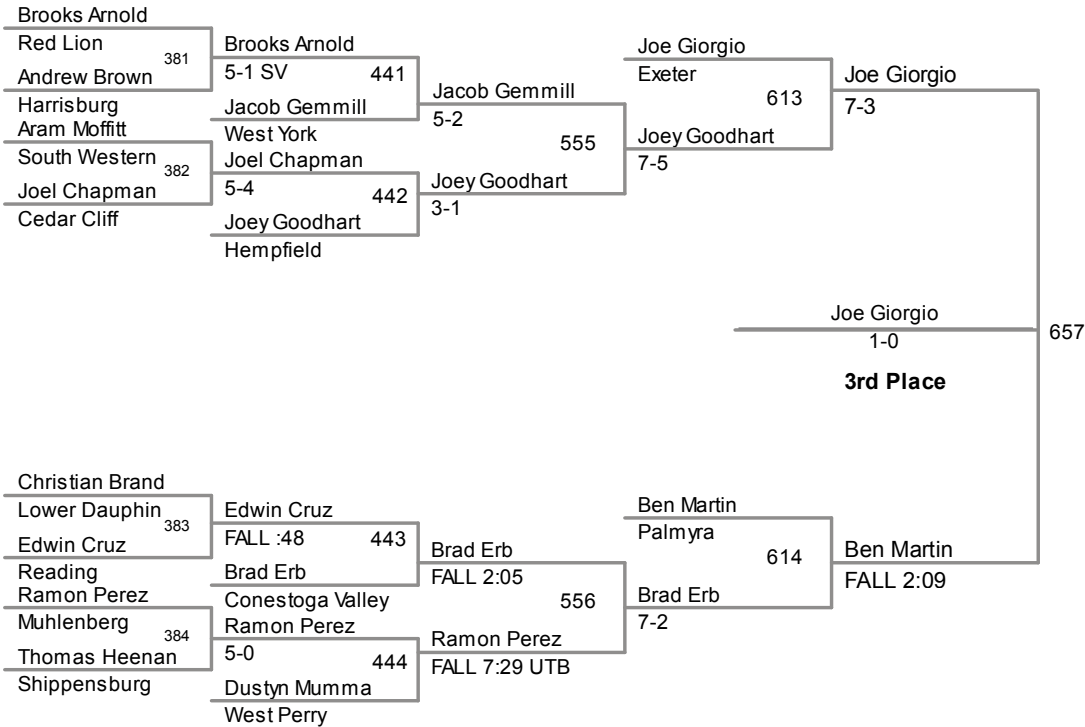 Brooks Arnold
Red Lion
381
Andrew Brown
Harrisburg
Aram Moffitt
South Western
382
Joel Chapman
Cedar Cliff
Brooks Arnold
5-1 SV
441
Jacob Gemmill
West York
Joel Chapman
5-4
442
Joey Goodhart
Hempfield
Jacob Gemmill
5-2
555
Joey Goodhart
3-1
Joe Giorgio
Exeter
613
Joey Goodhart
7-5
Joe Giorgio
7-3
Joe Giorgio
1-0
657
3rd Place
Christian Brand
Lower Dauphin
383
Edwin Cruz
Reading
Ramon Perez
Muhlenberg
384
Thomas Heenan
Shippensburg
Edwin Cruz
FALL :48
443
Brad Erb
Conestoga Valley
Ramon Perez
5-0
444
Dustyn Mumma
West Perry
Brad Erb
FALL 2:05
556
Ramon Perez
FALL 7:29 UTB
Ben Martin
Palmyra
614
Brad Erb
7-2
Ben Martin
FALL 2:09